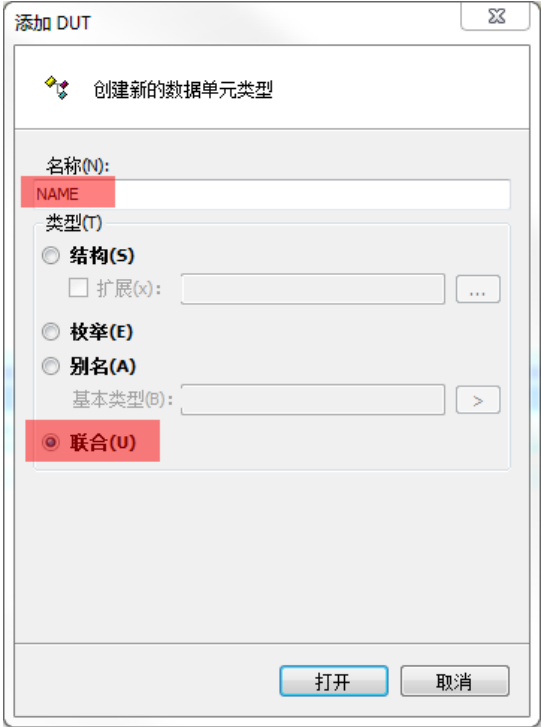 添加 DUT
创建新的数据单元类型
名称(N):
NAME
类型(T)
结构(S)
扩展(x): ...
枚举(E)
别名(A)
基本类型(B): >
联合(U)
打开 取消